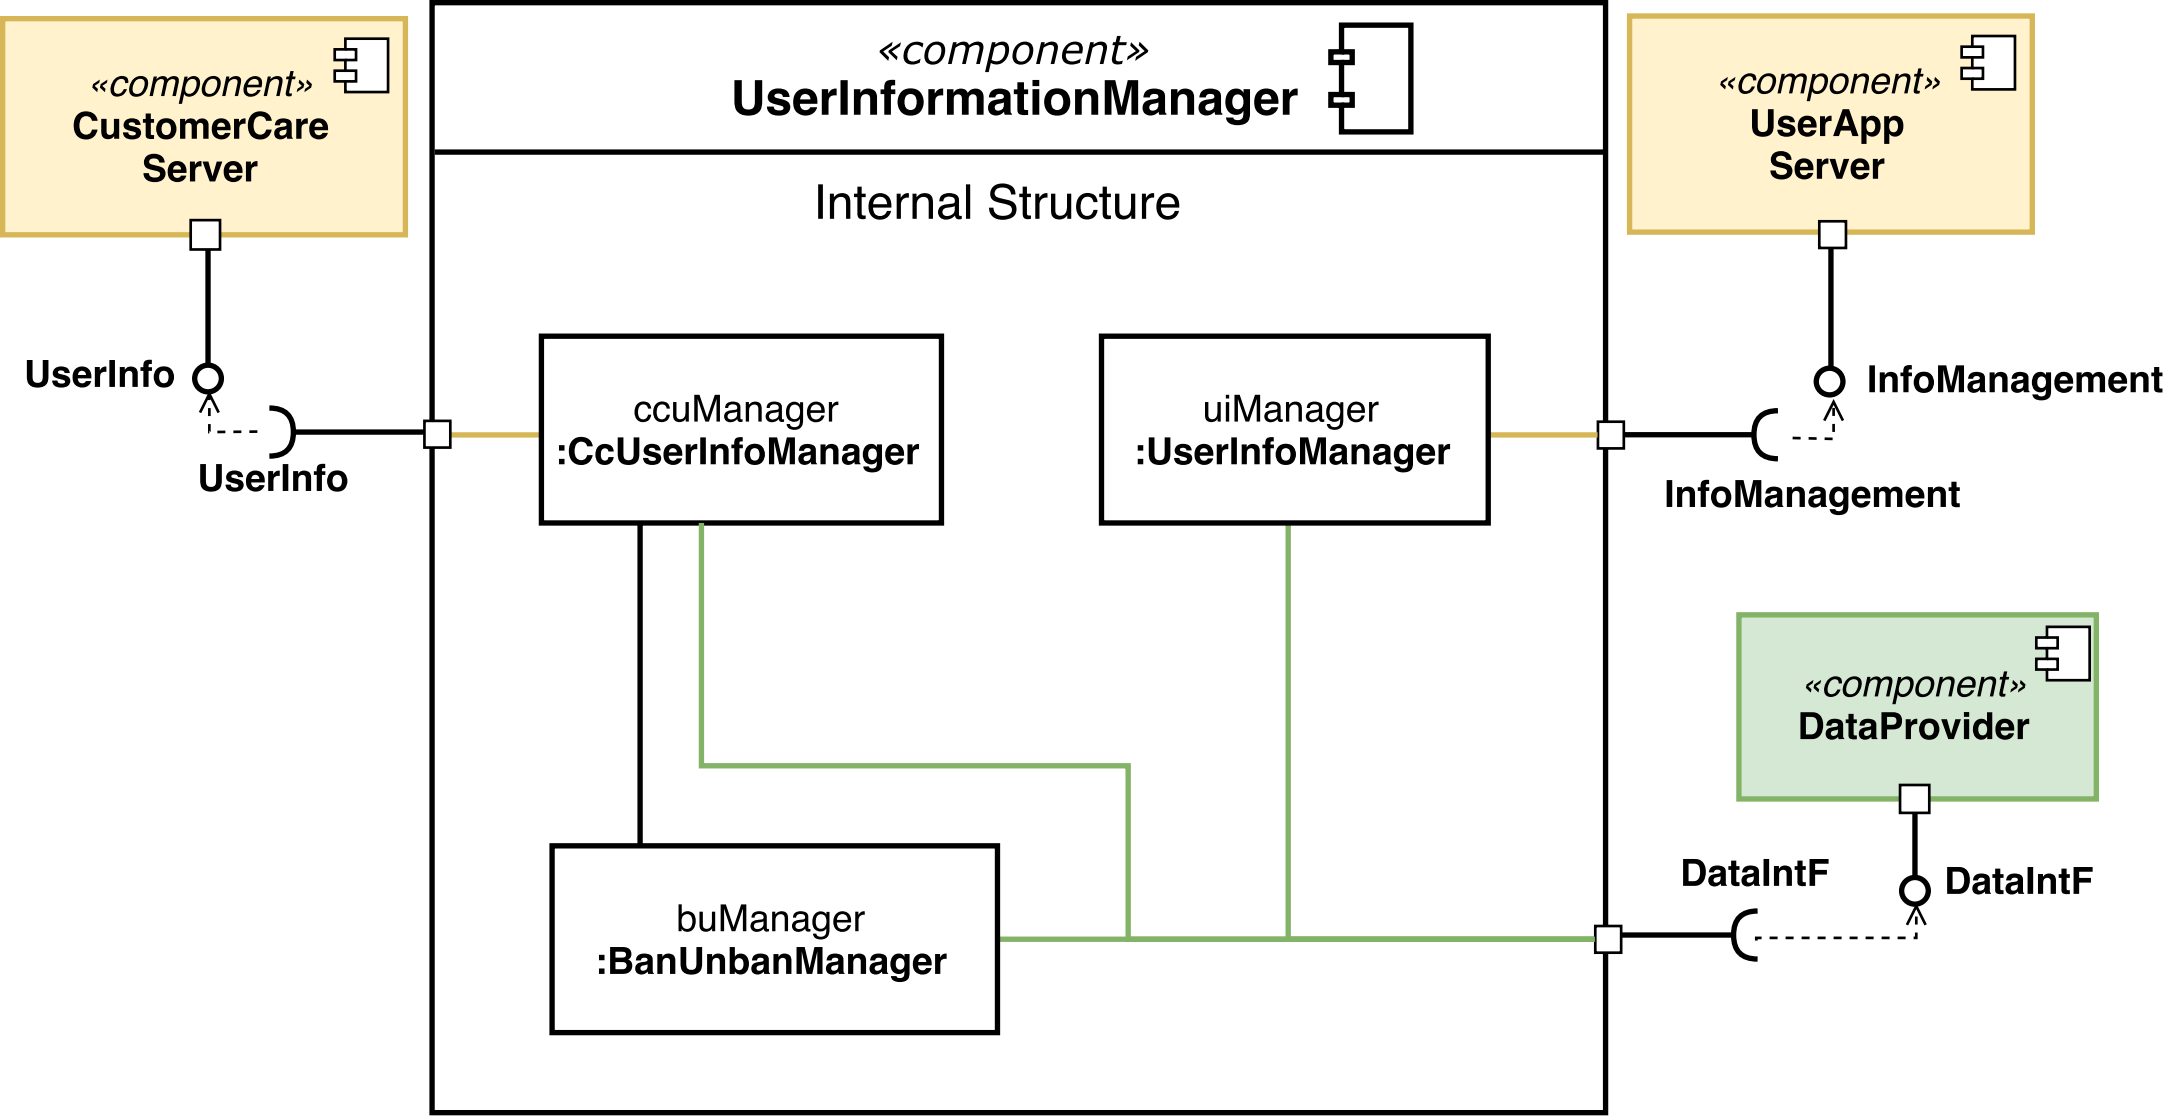 «component»
CustomerCare
Server
«component»
UserInformationManager
«component»
UserApp
Server
Internal Structure
UserInfo
UserInfo
ccuManager
:CcUserInfoManager
uiManager
:UserInfoManager
InfoManagement
InfoManagement
«component»
DataProvider
DataIntF
DataIntF
buManager
:BanUnbanManager